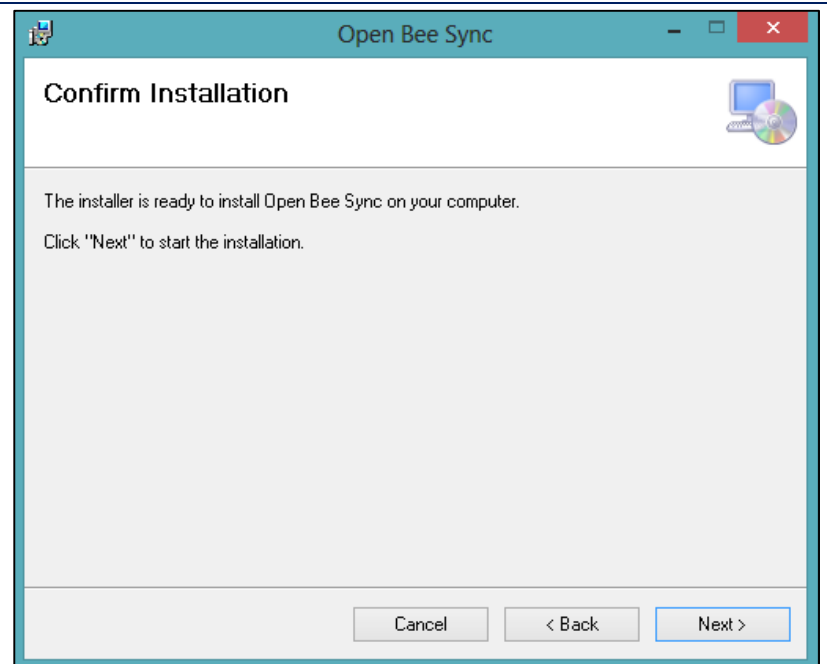 Open Bee Sync
Confirm Installation
The installer is ready to install Open Bee Sync on your computer.
Click "Next" to start the installation.
Cancel
< Back
Next >